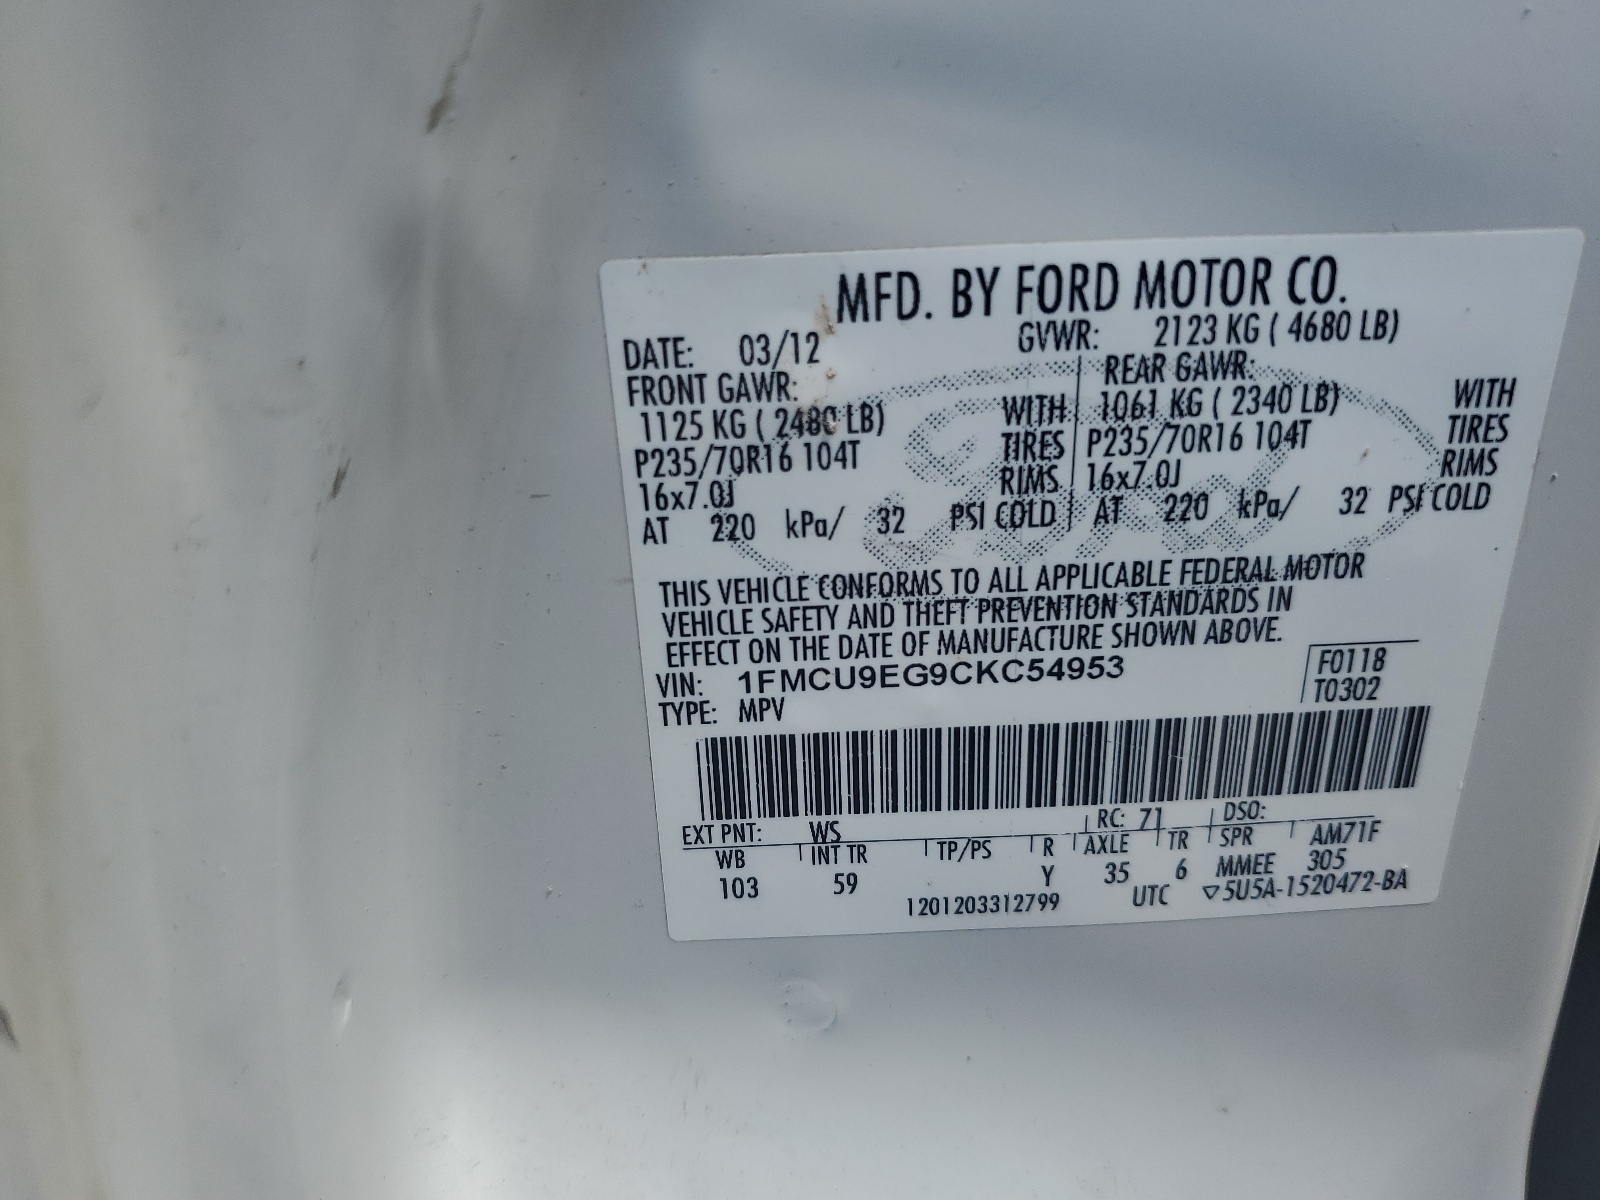 MFD. BY FORD MOTOR CO.
DATE: 03/12 GVWR: 2123 KG ( 4680 LB)
FRONT GAWR: REAR GAWR:
1125 KG ( 2480 LB) WITH 1061 KG ( 2340 LB) WITH
P235/70R16 104T TIRES P235/70R16 104T TIRES
16x7.0J RIMS 16x7.0J RIMS
AT 220 kPa/ 32 PSI COLD AT 220 kPa/ 32 PSI COLD
Ford
THIS VEHICLE CONFORMS TO ALL APPLICABLE FEDERAL MOTOR
VEHICLE SAFETY AND THEFT PREVENTION STANDARDS IN
EFFECT ON THE DATE OF MANUFACTURE SHOWN ABOVE.
VIN: 1FMCU9EG9CKC54953 F0118
TYPE: MPV T0302
EXT PNT: WS RC: 71 DSO:
WB INT TR TP/PS R AXLE TR SPR AM71F
103 59 Y 35 6 MMEE 305
1201203312799 UTC ▽5U5A-1520472-BA